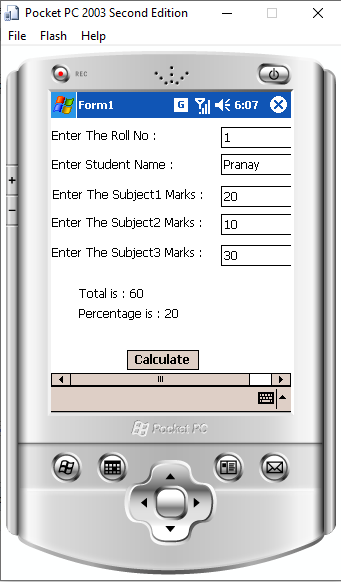 Pocket PC 2003 Second Edition
File Flash Help
REC
Form1 G 6:07
Enter The Roll No : 1
Enter Student Name : Pranay
Enter The Subject1 Marks : 20
Enter The Subject2 Marks : 10
Enter The Subject3 Marks : 30
Total is : 60
Percentage is : 20
Calculate
Pocket PC
+
−